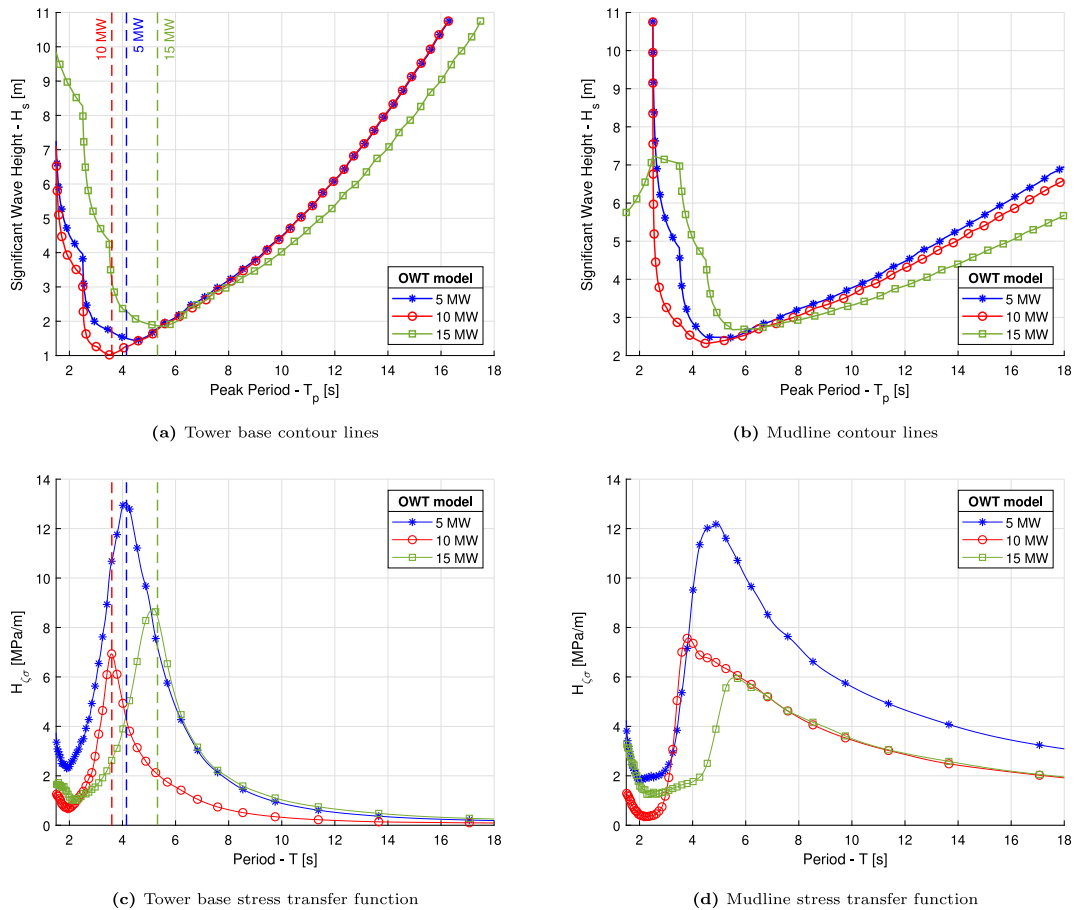 10 MW
5 MW
15 MW
11
10
9
8
7
6
5
4
3
2
1
Significant Wave Height - Hs [m]
2 4 6 8 10 12 14 16 18
Peak Period - Tp [s]
OWT model
5 MW
10 MW
15 MW
(a) Tower base contour lines
11
10
9
8
7
6
5
4
3
2
Significant Wave Height - Hs [m]
2 4 6 8 10 12 14 16 18
Peak Period - Tp [s]
OWT model
5 MW
10 MW
15 MW
(b) Mudline contour lines
14
12
10
8
6
4
2
0
Hζσ [MPa/m]
2 4 6 8 10 12 14 16 18
Period - T [s]
OWT model
5 MW
10 MW
15 MW
(c) Tower base stress transfer function
14
12
10
8
6
4
2
0
Hζσ [MPa/m]
2 4 6 8 10 12 14 16 18
Period - T [s]
OWT model
5 MW
10 MW
15 MW
(d) Mudline stress transfer function